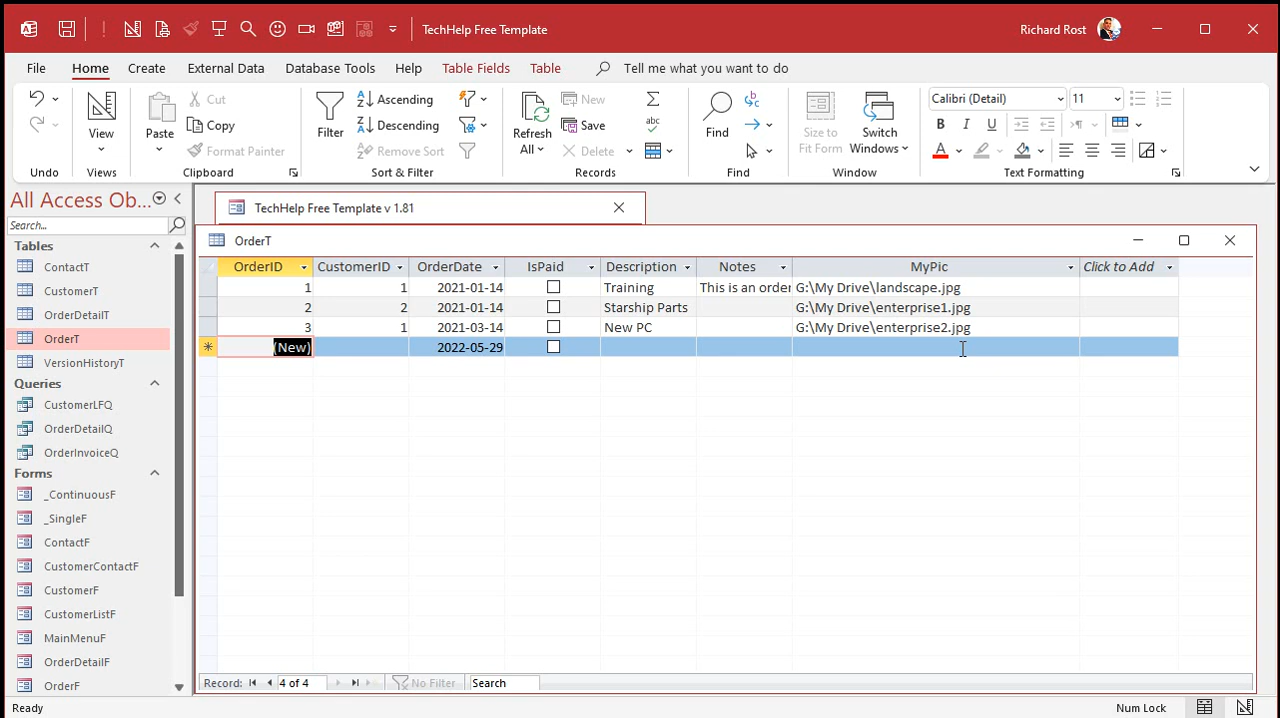 TechHelp Free Template
Richard Rost
File Home Create External Data Database Tools Help Table Fields Table Tell me what you want to do
Undo
View
Views
Paste
Cut
Copy
Format Painter
Clipboard
Filter
Ascending
Descending
Remove Sort
Sort & Filter
Refresh
All
New
Save
Delete
Records
Find
Find
Size to
Fit Form
Switch
Windows
Window
Calibri (Detail) 11
B I U
Text Formatting
All Access Ob...
Search...
Tables
ContactT
CustomerT
OrderDetailT
OrderT
VersionHistoryT
Queries
CustomerLFQ
OrderDetailQ
OrderInvoiceQ
Forms
_ContinuousF
_SingleF
ContactF
CustomerContactF
CustomerF
CustomerListF
MainMenuF
OrderDetailF
OrderF
TechHelp Free Template v 1.81
OrderT
OrderID CustomerID OrderDate IsPaid Description Notes MyPic Click to Add
1 1 2021-01-14 Training This is an order G:\My Drive\landscape.jpg
2 2 2021-01-14 Starship Parts G:\My Drive\enterprise1.jpg
3 1 2021-03-14 New PC G:\My Drive\enterprise2.jpg
(New) 2022-05-29
Record: 4 of 4 No Filter Search
Ready
Num Lock